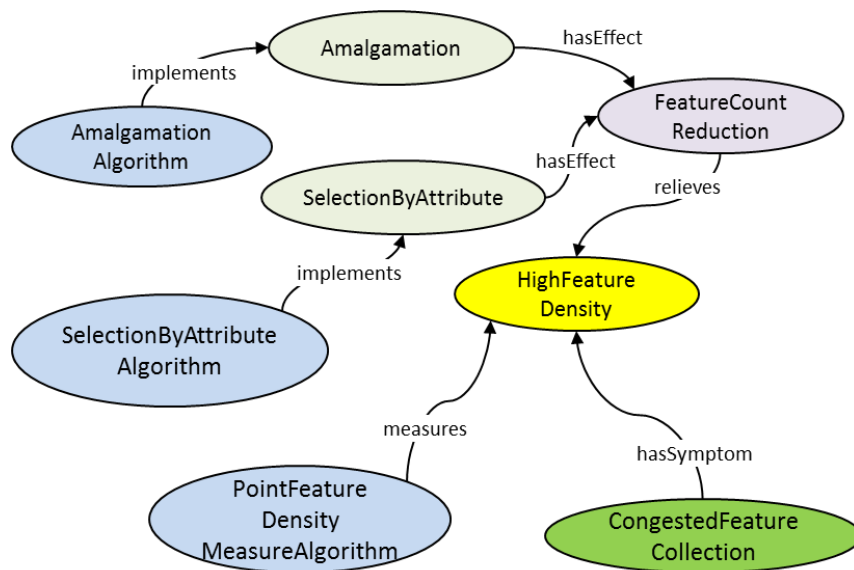 Amalgamation
hasEffect
implements
FeatureCount
Reduction
Amalgamation
Algorithm
hasEffect
SelectionByAttribute
relieves
implements
HighFeature
Density
SelectionByAttribute
Algorithm
measures
hasSymptom
PointFeature
Density
MeasureAlgorithm
CongestedFeature
Collection